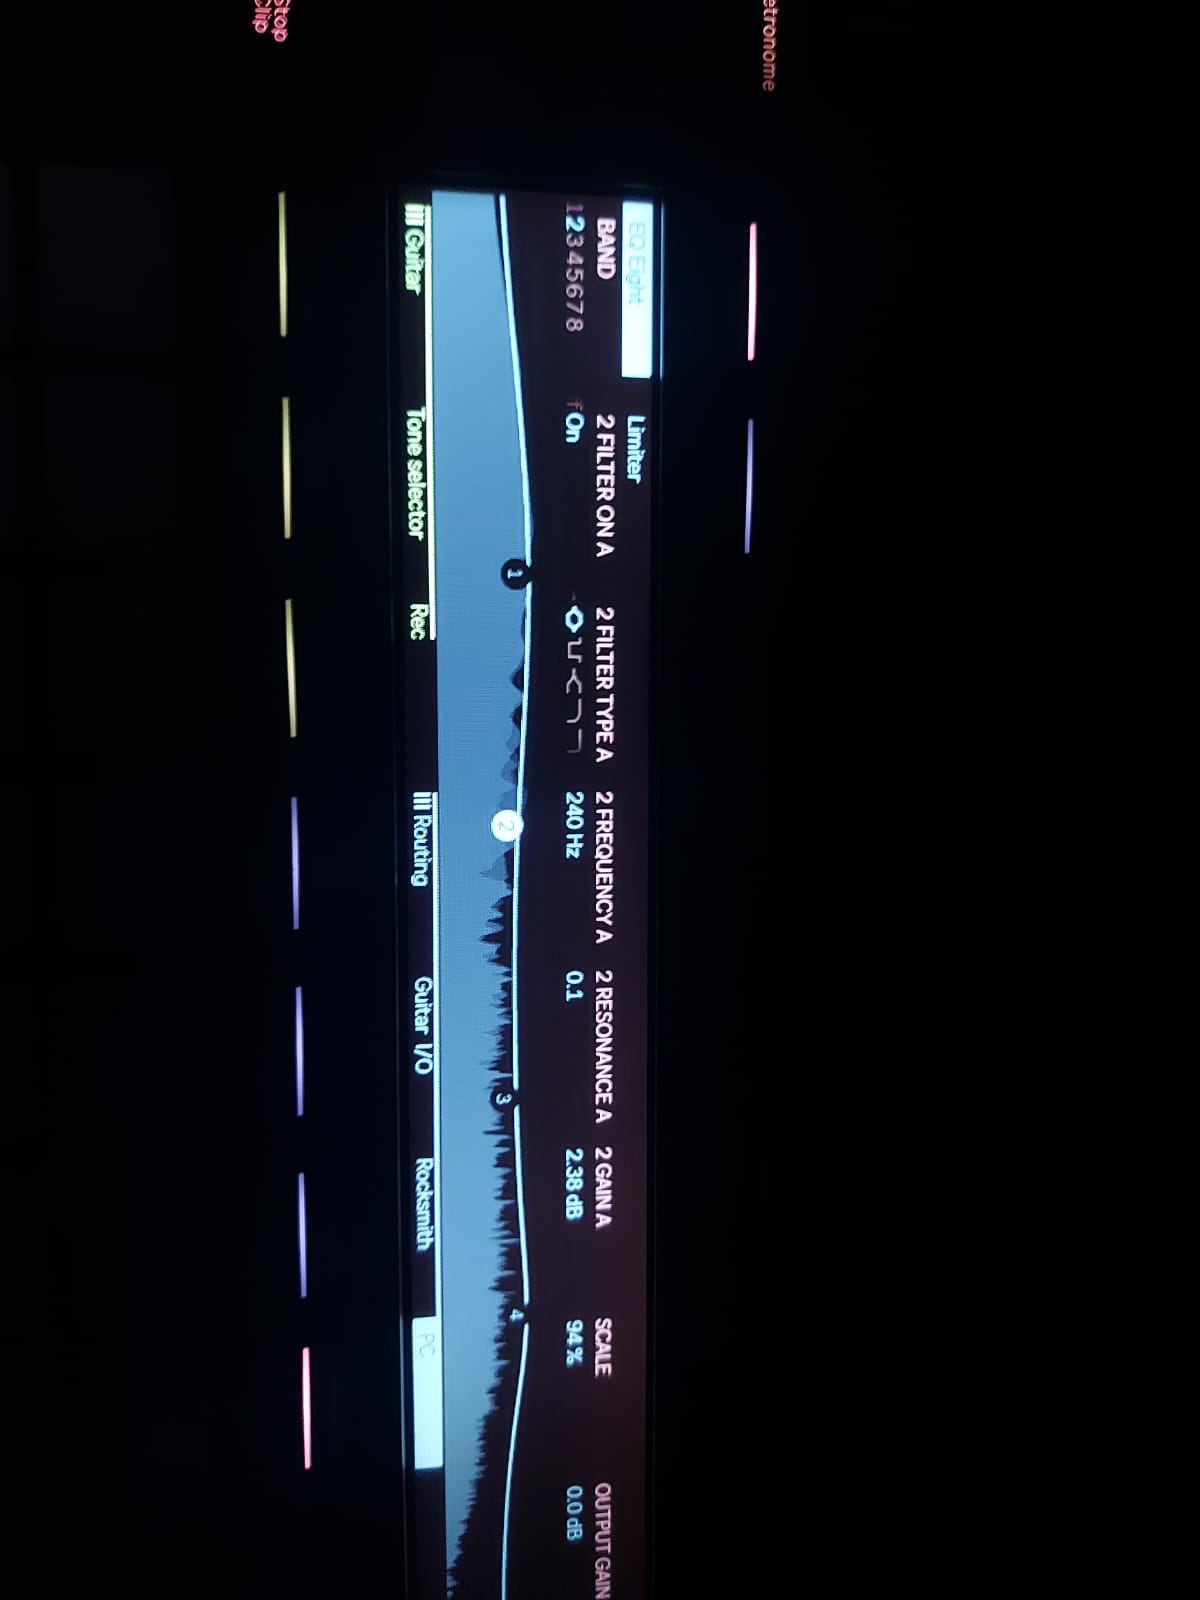 etronome
EQ Eight Limiter
BAND 2 FILTER ON A 2 FILTER TYPE A 2 FREQUENCY A 2 RESONANCE A 2 GAIN A SCALE OUTPUT GAIN
12345678 On 240 Hz 0.1 2.38 dB 94 % 0.0 dB
1 2 3 4
Guitar Tone selector Rec Routing Guitar I/O Rocksmith PC
Stop
Clip